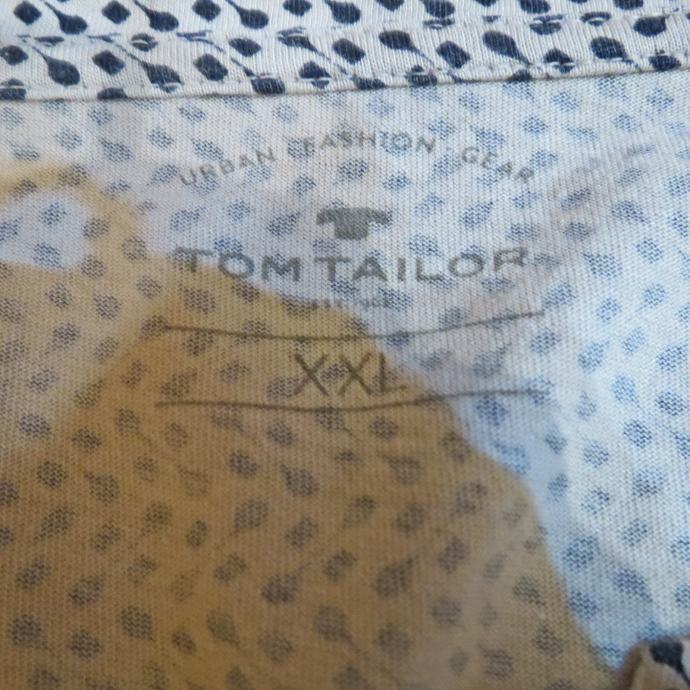 URBAN · FASHION · GEAR
TOM TAILOR
XXL